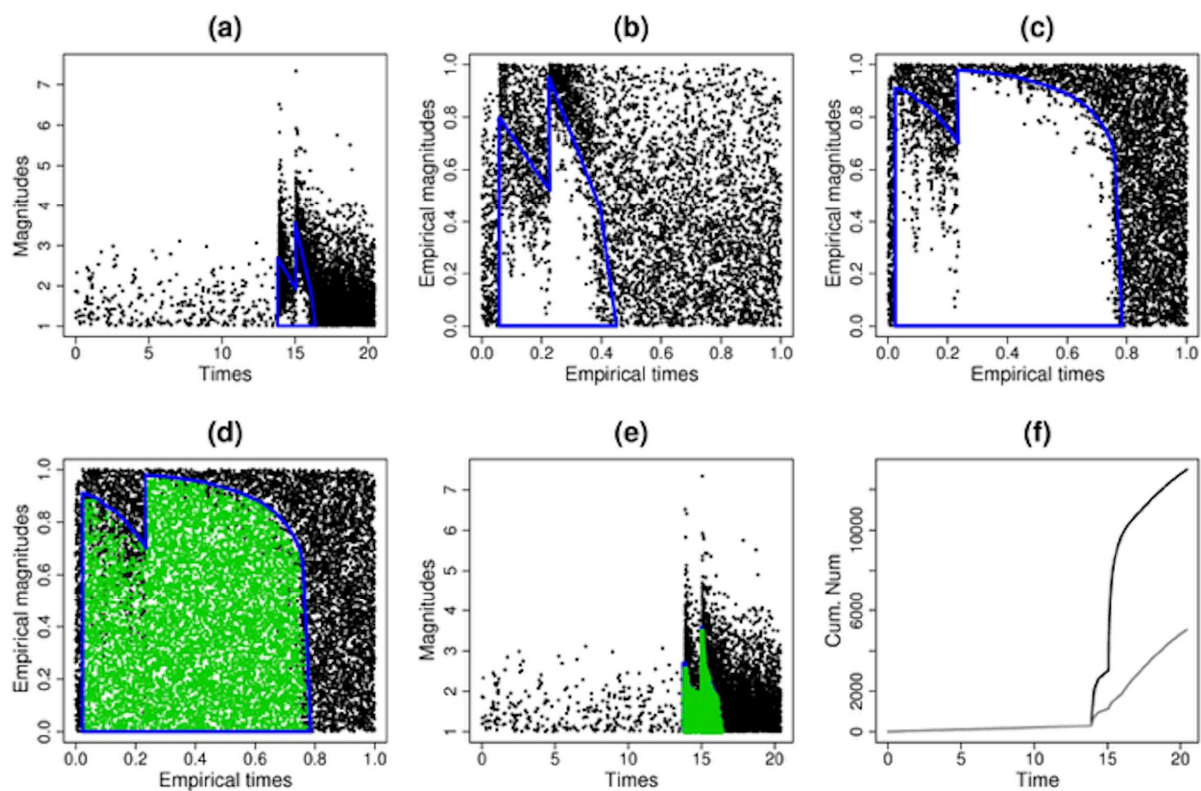 (a)
(b)
(c)
Magnitudes
7
6
5
4
3
2
1
0 5 10 15 20
Times
Empirical magnitudes
1.0
0.8
0.6
0.4
0.2
0.0
0.0 0.2 0.4 0.6 0.8 1.0
Empirical times
Empirical magnitudes
1.0
0.8
0.6
0.4
0.2
0.0
0.0 0.2 0.4 0.6 0.8 1.0
Empirical times
(d)
(e)
(f)
Empirical magnitudes
1.0
0.8
0.6
0.4
0.2
0.0
0.0 0.2 0.4 0.6 0.8 1.0
Empirical times
Magnitudes
7
6
5
4
3
2
1
0 5 10 15 20
Times
Cum. Num
10000
6000
2000
0
0 5 10 15 20
Time